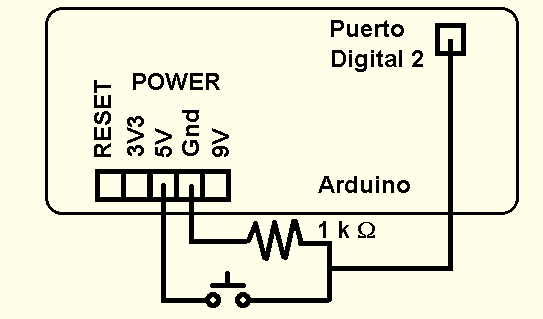 Puerto
Digital 2
POWER
RESET
3V3
5V
Gnd
9V
Arduino
1 k Ω